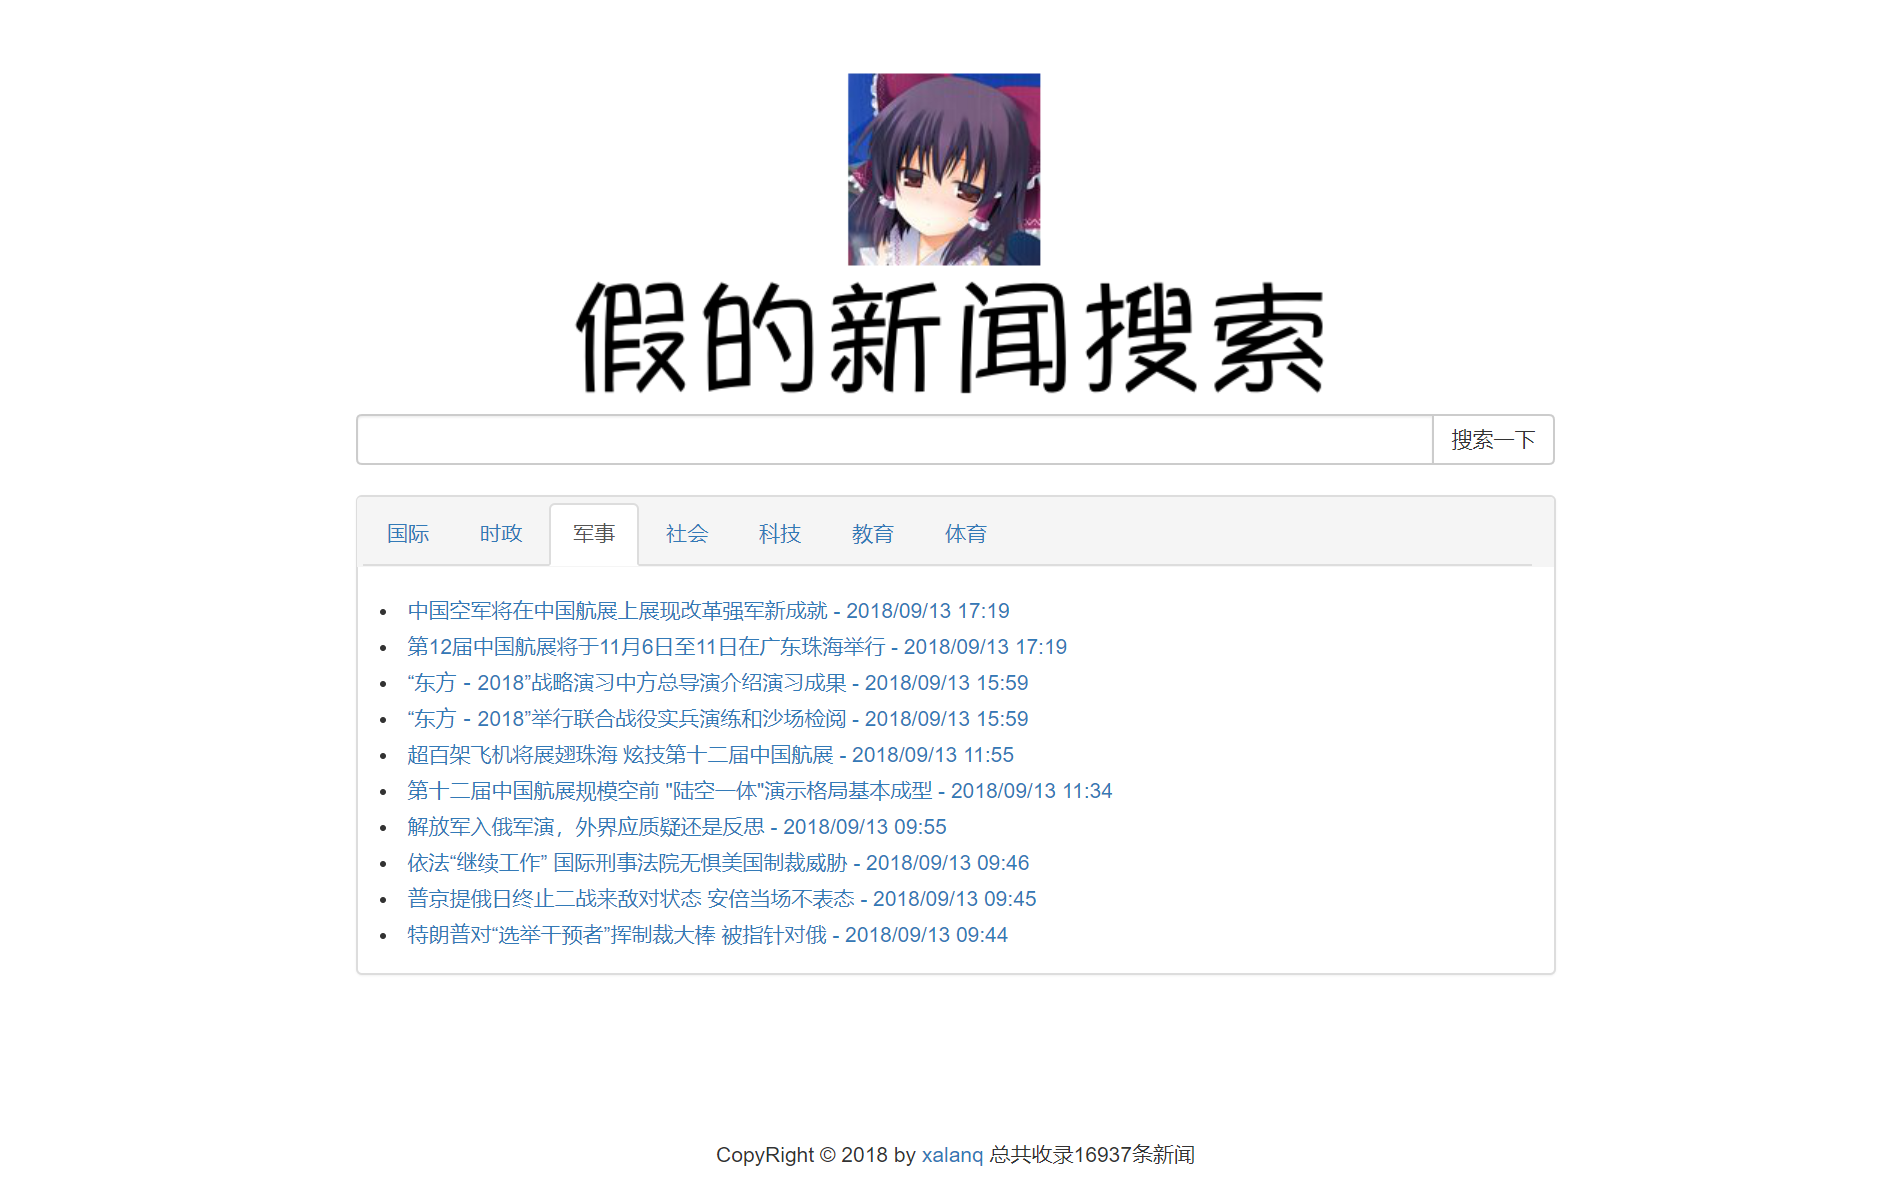 假的新闻搜索
搜索一下
国际 时政 军事 社会 科技 教育 体育
中国空军将在中国航展上展现改革强军新成就 - 2018/09/13 17:19
第12届中国航展将于11月6日至11日在广东珠海举行 - 2018/09/13 17:19
“东方－2018”战略演习中方总导演介绍演习成果 - 2018/09/13 15:59
“东方－2018”举行联合战役实兵演练和沙场检阅 - 2018/09/13 15:59
超百架飞机将展翅珠海 炫技第十二届中国航展 - 2018/09/13 11:55
第十二届中国航展规模空前 "陆空一体"演示格局基本成型 - 2018/09/13 11:34
解放军入俄军演，外界应质疑还是反思 - 2018/09/13 09:55
依法“继续工作” 国际刑事法院无惧美国制裁威胁 - 2018/09/13 09:46
普京提俄日终止二战来敌对状态 安倍当场不表态 - 2018/09/13 09:45
特朗普对“选举干预者”挥制裁大棒 被指针对俄 - 2018/09/13 09:44
CopyRight © 2018 by xalanq 总共收录16937条新闻